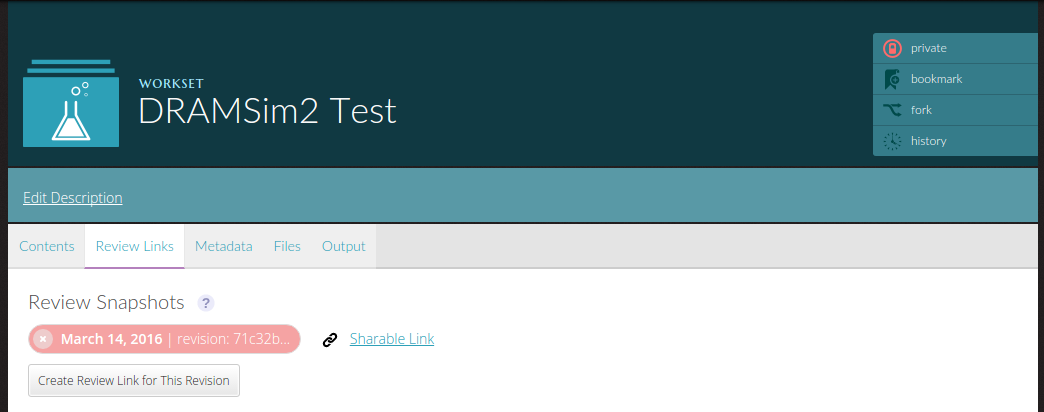 WORKSET
DRAMSim2 Test
private
bookmark
fork
history
Edit Description
Contents Review Links Metadata Files Output
Review Snapshots ?
March 14, 2016 | revision: 71c32b... Sharable Link
Create Review Link for This Revision